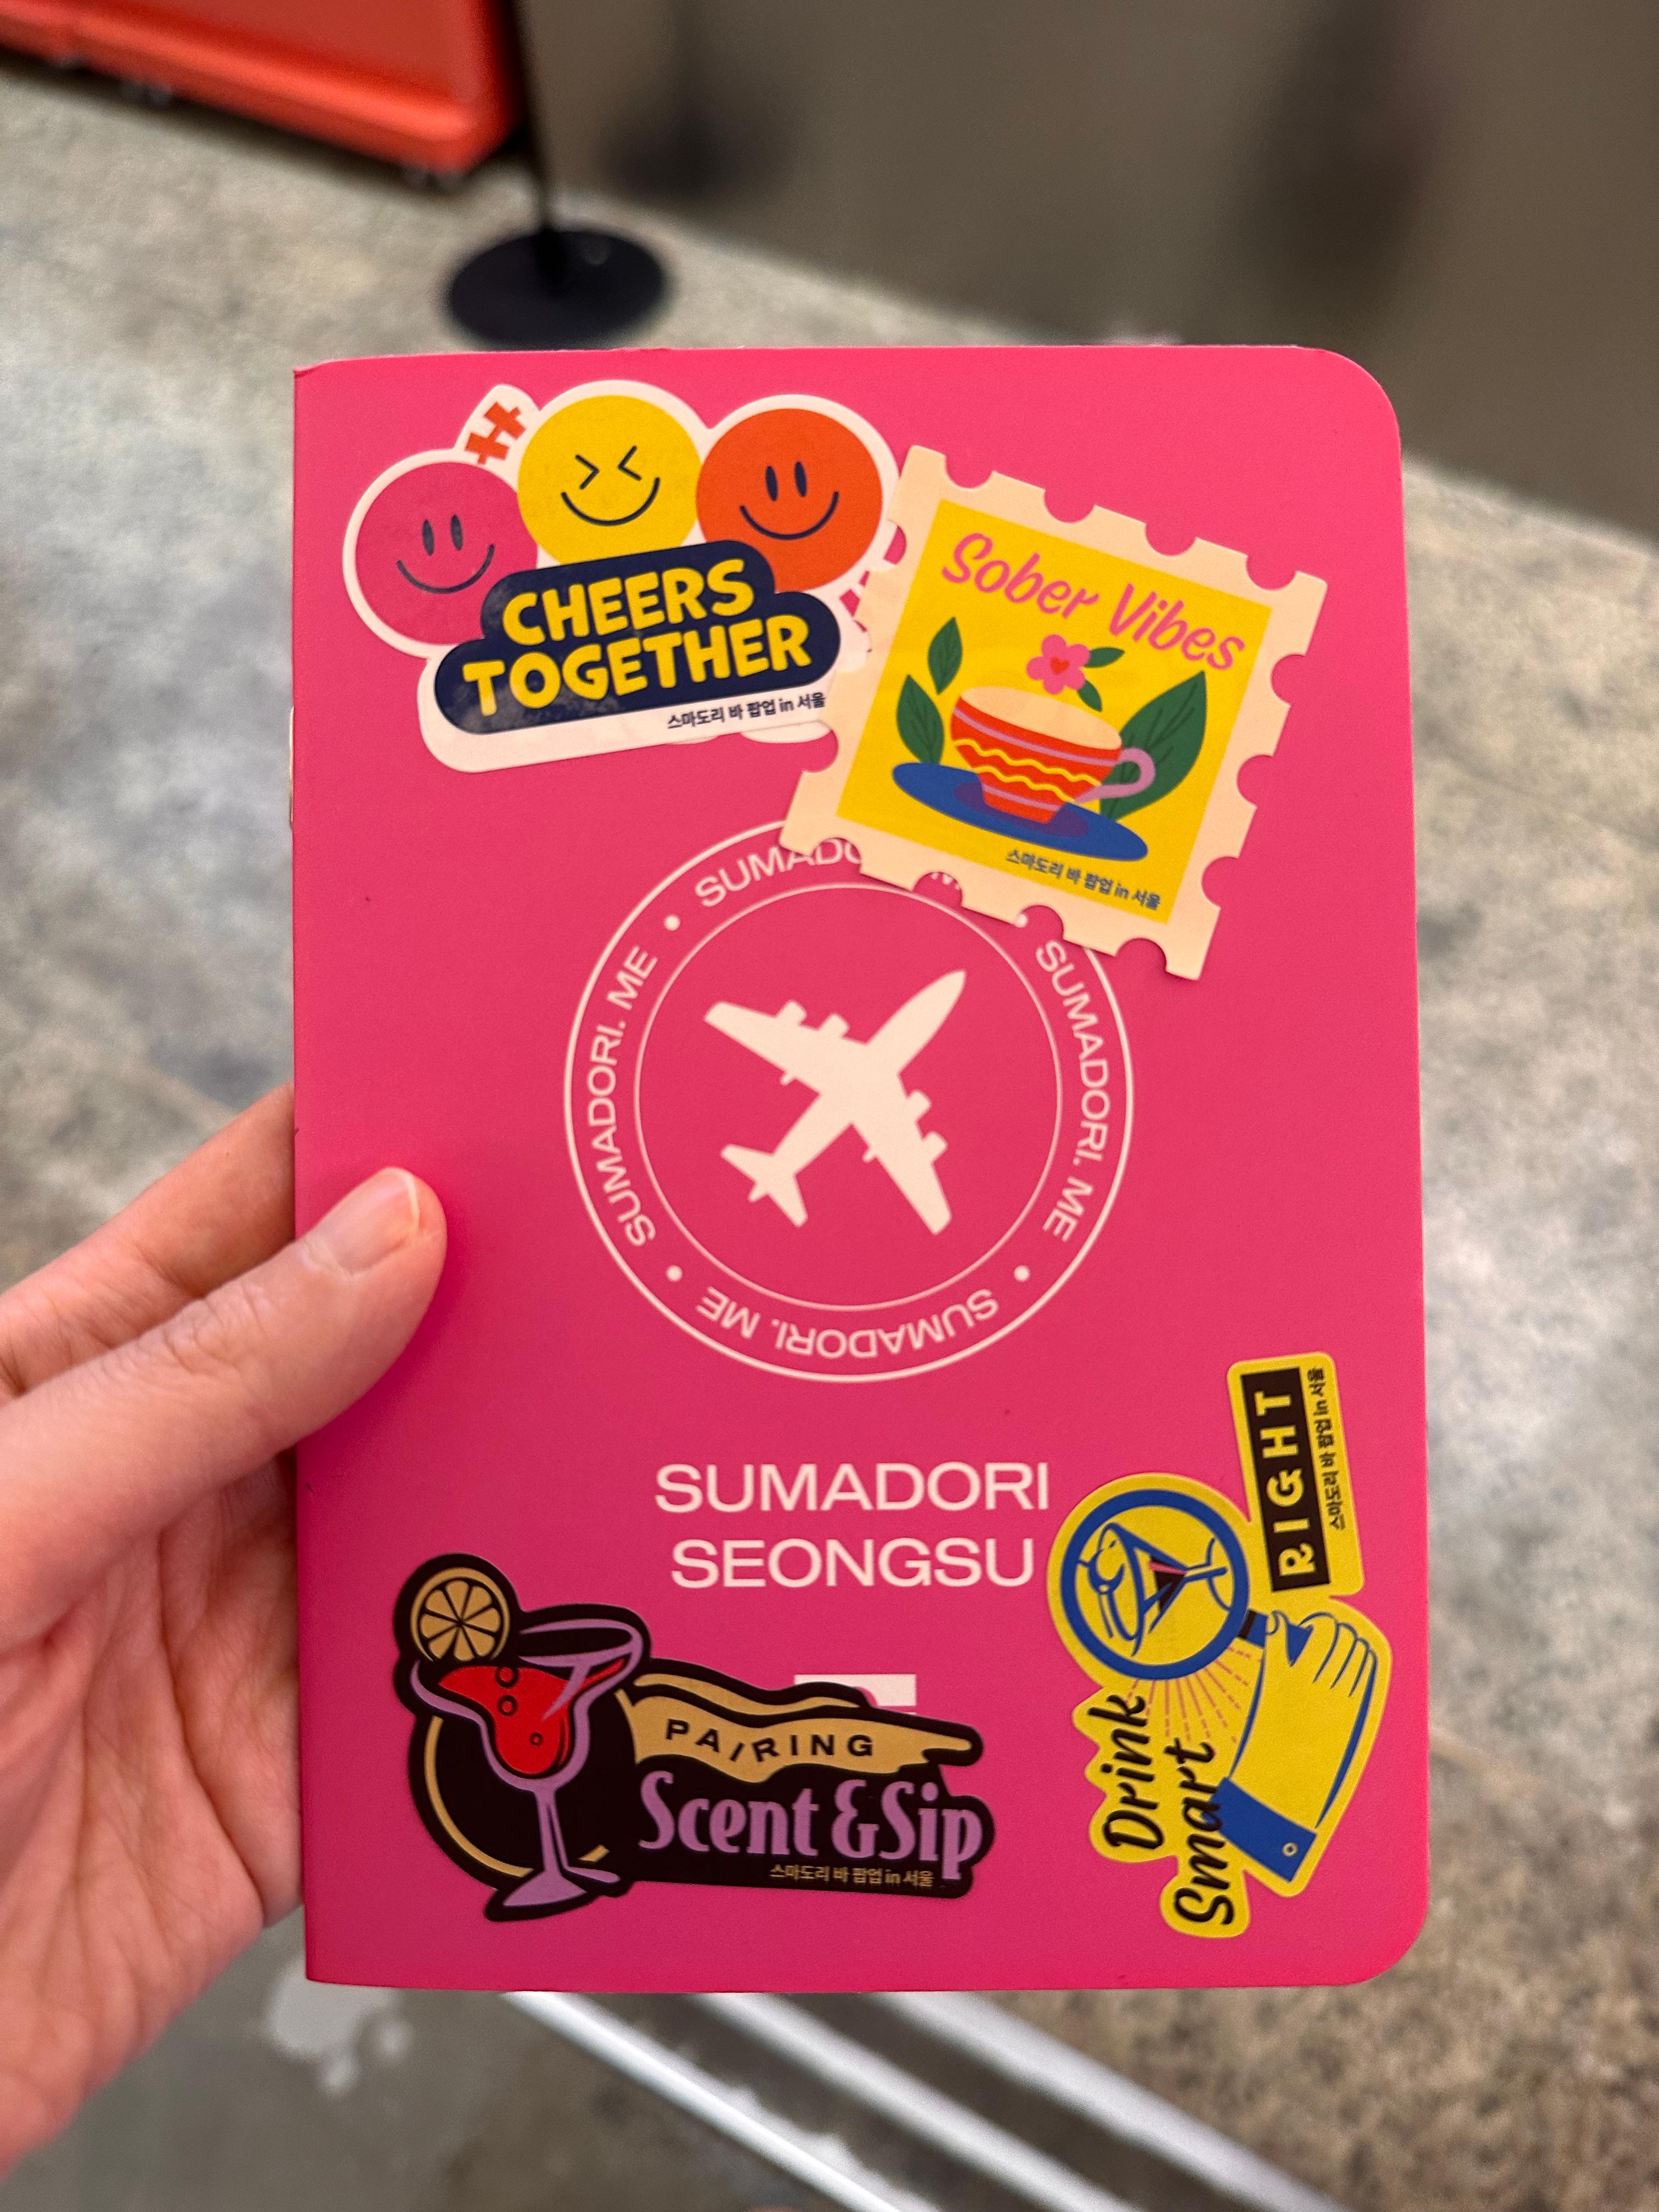 CHEERS
TOGETHER
스마도리 바 팝업 in 서울
Sober Vibes
스마도리 바 팝업 in 서울
SUMADORI. ME • SUMADORI. ME • SUMADORI. ME
SUMADORI
SEONGSU
RIGHT
스마도리 바 팝업 in 서울
Drink
Smart
PAIRING
Scent & Sip
스마도리 바 팝업 in 서울